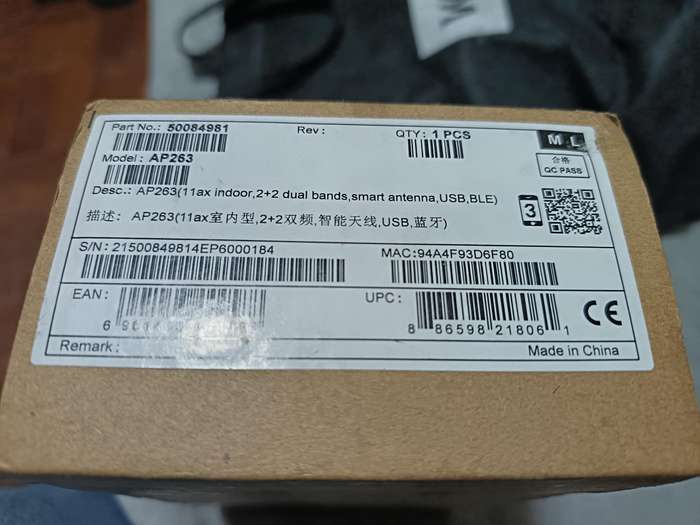 Part No.: 50084981
Rev:
QTY: 1 PCS
M L
合格
QC PASS
Model: AP263
Desc.: AP263(11ax indoor,2+2 dual bands,smart antenna,USB,BLE)
描述: AP263(11ax室内型,2+2双频,智能天线,USB,蓝牙)
3
S/N: 21500849814EP6000184
MAC:94A4F93D6F80
EAN:
UPC:
8 86598 21806 1
CE
Remark:
Made in China